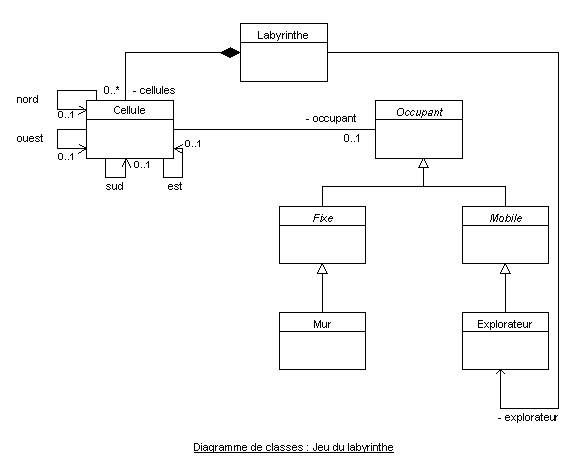 Labyrinthe
0..* - cellules
nord
0..1
Cellule
ouest
0..1
0..1
0..1
sud
est
- occupant
0..1
Occupant
Fixe
Mobile
Mur
Explorateur
- explorateur
Diagramme de classes : Jeu du labyrinthe